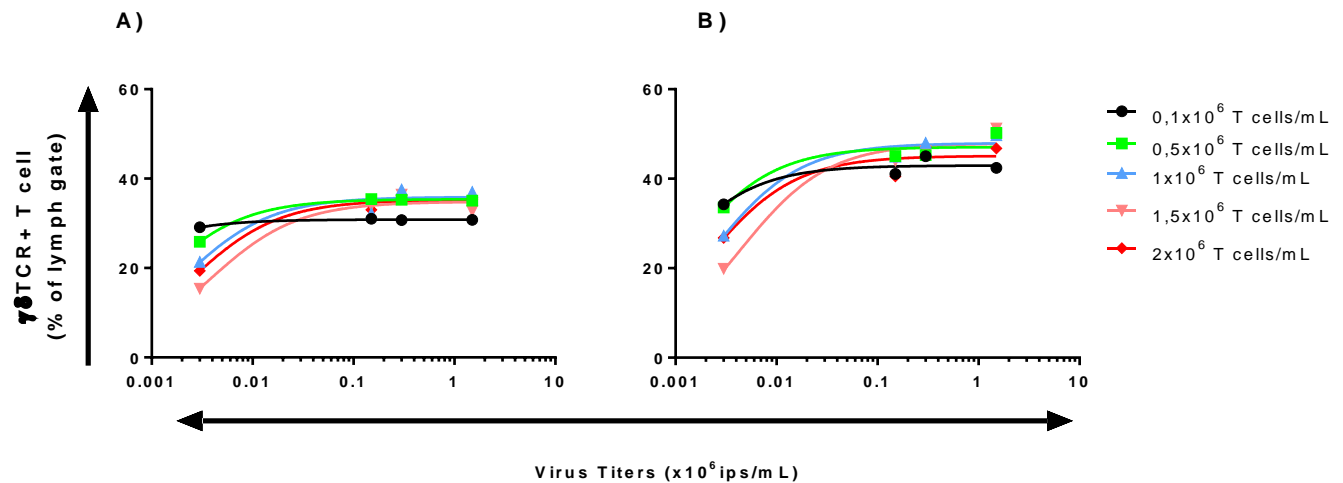 A)
B)
γδTCR+ T cell
(% of lymph gate)
60
40
20
0
0.001
0.01
0.1
1
10
60
40
20
0
0.001
0.01
0.1
1
10
0,1x10⁶ T cells/mL
0,5x10⁶ T cells/mL
1x10⁶ T cells/mL
1,5x10⁶ T cells/mL
2x10⁶ T cells/mL
Virus Titers (x10⁶ips/mL)